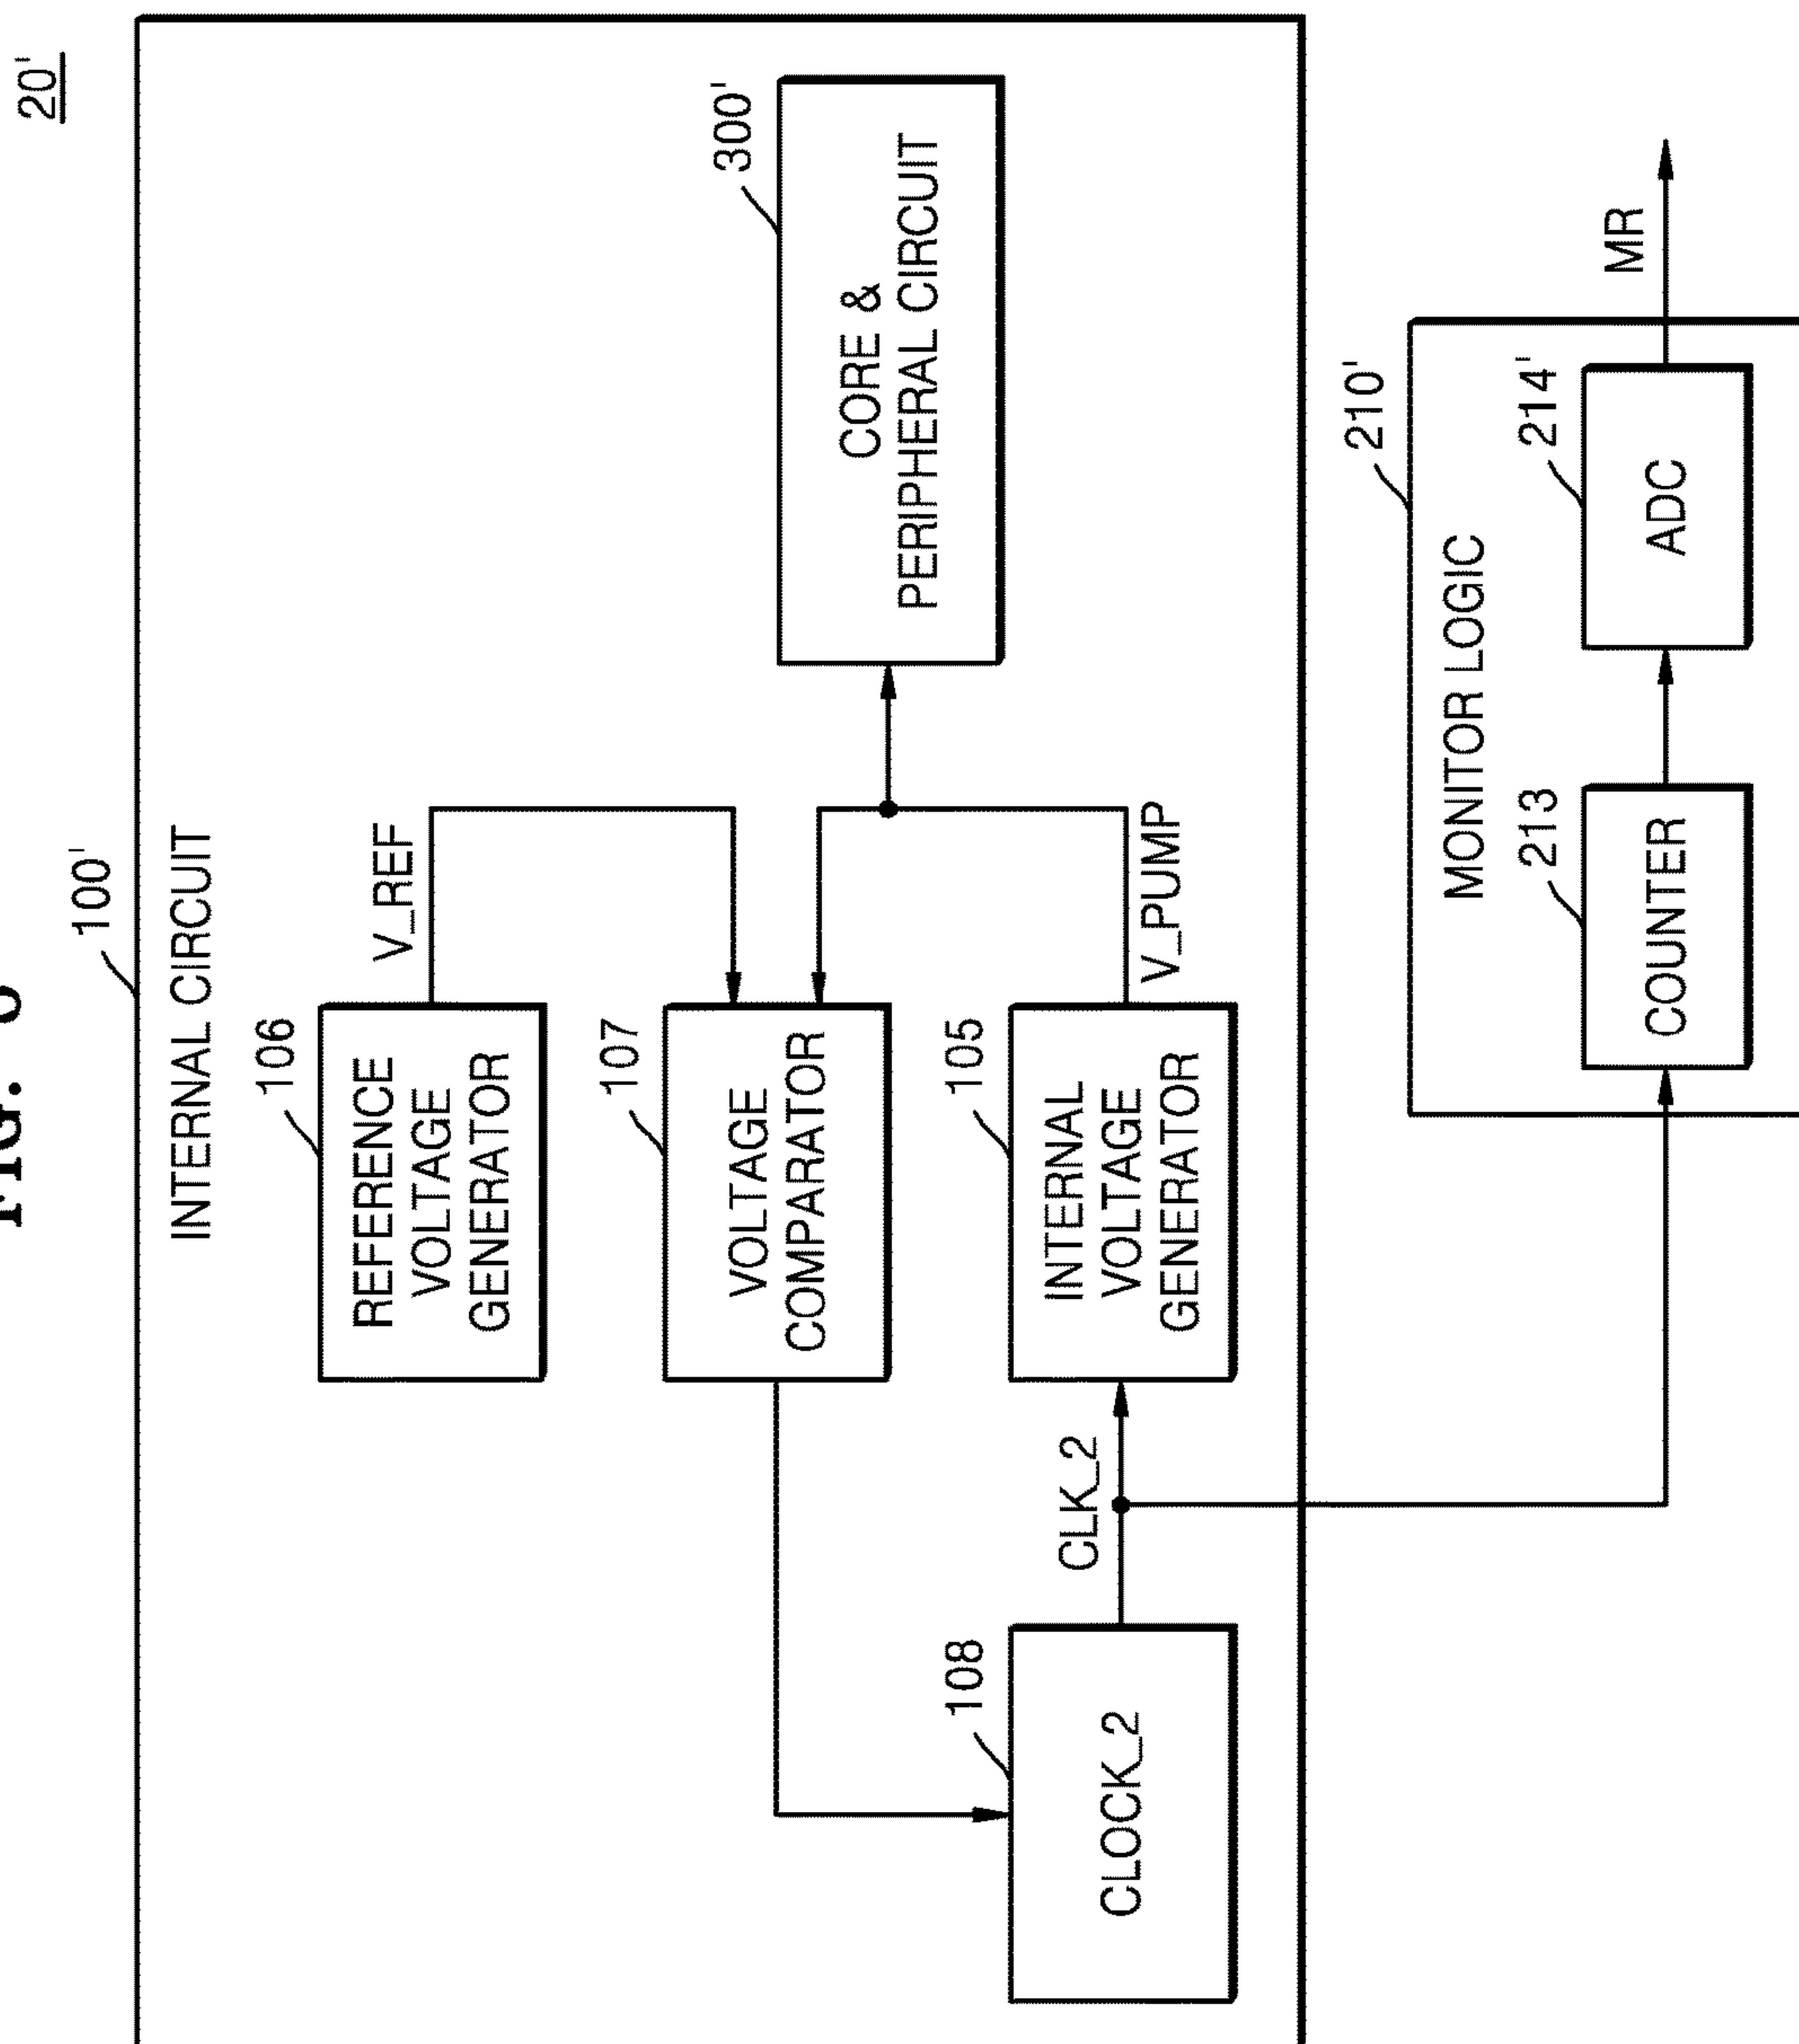 FIG.
20'
100'
INTERNAL CIRCUIT
106
REFERENCE
VOLTAGE
GENERATOR
V_REF
107
VOLTAGE
COMPARATOR
300'
CORE &
PERIPHERAL CIRCUIT
108
CLOCK_2
CLK_2
105
INTERNAL
VOLTAGE
GENERATOR
V_PUMP
210'
MONITOR LOGIC
213
COUNTER
214'
ADC
MR